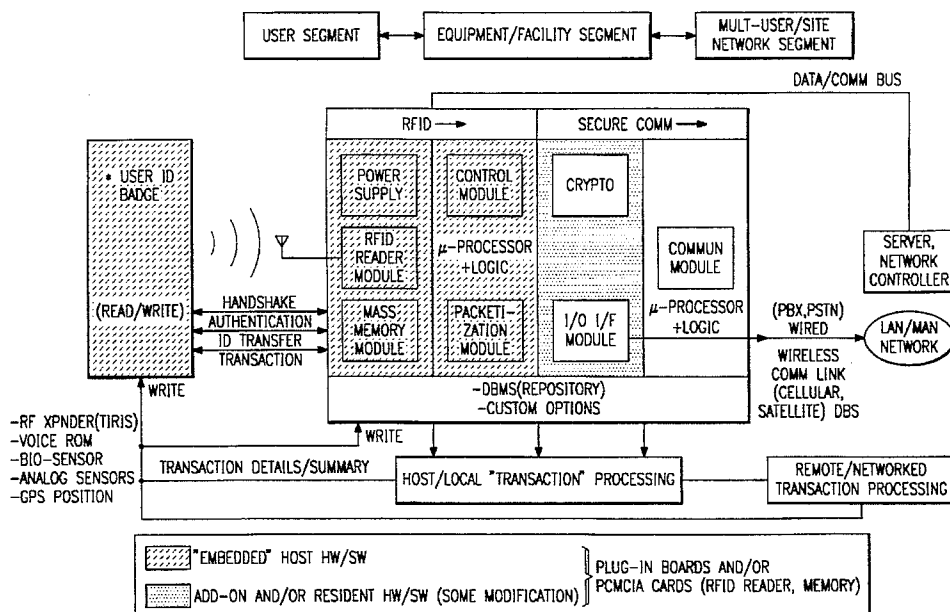 USER SEGMENT
EQUIPMENT/FACILITY SEGMENT
MULT-USER/SITE
NETWORK SEGMENT
DATA/COMM BUS
RFID
SECURE COMM
* USER ID
BADGE
(READ/WRITE)
POWER
SUPPLY
CONTROL
MODULE
CRYPTO
RFID
READER
MODULE
μ-PROCESSOR
+LOGIC
COMMUN
MODULE
SERVER,
NETWORK
CONTROLLER
MASS
MEMORY
MODULE
PACKETI-
ZATION
MODULE
I/O I/F
MODULE
μ-PROCESSOR
+LOGIC
HANDSHAKE
AUTHENTICATION
ID TRANSFER
TRANSACTION
(PBX,PSTN)
WIRED
WIRELESS
COMM LINK
(CELLULAR,
SATELLITE) DBS
LAN/MAN
NETWORK
-DBMS(REPOSITORY)
-CUSTOM OPTIONS
WRITE
WRITE
-RF XPNDER(TIRIS)
-VOICE ROM
-BIO-SENSOR
-ANALOG SENSORS
-GPS POSITION
TRANSACTION DETAILS/SUMMARY
HOST/LOCAL "TRANSACTION" PROCESSING
REMOTE/NETWORKED
TRANSACTION PROCESSING
"EMBEDDED" HOST HW/SW
ADD-ON AND/OR RESIDENT HW/SW (SOME MODIFICATION)
PLUG-IN BOARDS AND/OR
PCMCIA CARDS (RFID READER, MEMORY)